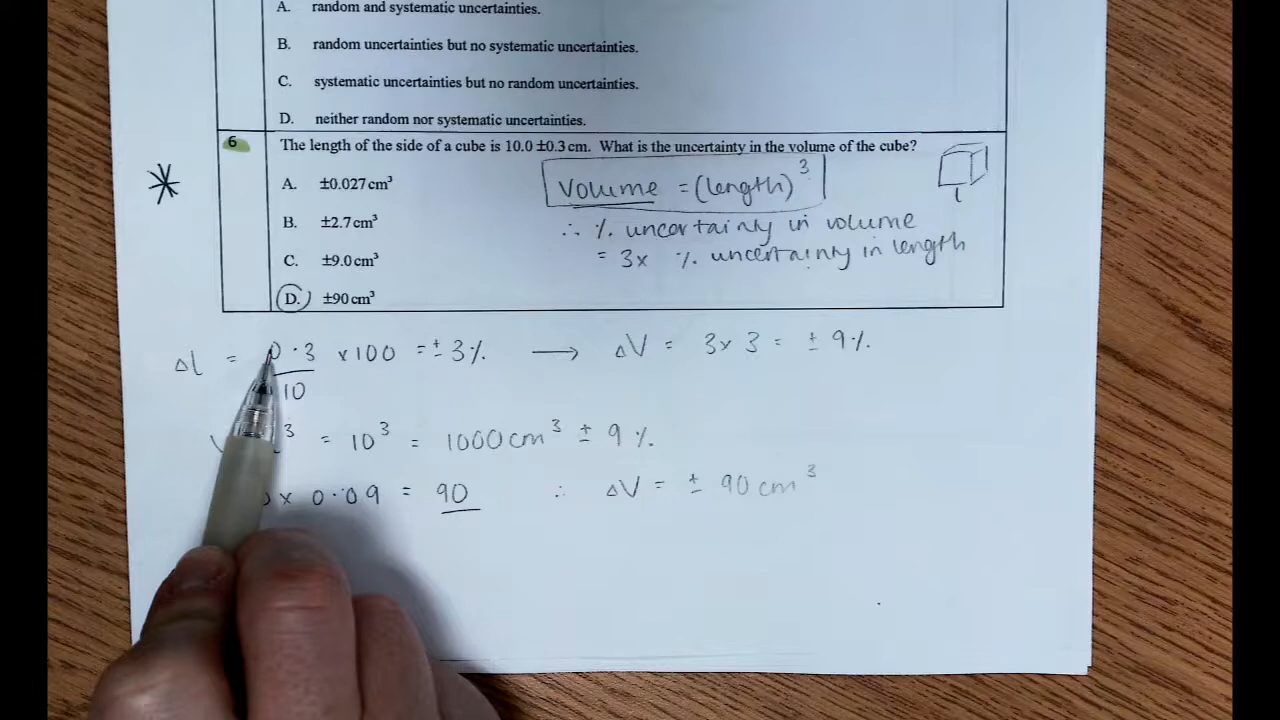 A. random and systematic uncertainties.
B. random uncertainties but no systematic uncertainties.
C. systematic uncertainties but no random uncertainties.
D. neither random nor systematic uncertainties.
6 The length of the side of a cube is 10.0 ±0.3 cm. What is the uncertainty in the volume of the cube?
A. ±0.027 cm³
B. ±2.7 cm³
C. ±9.0 cm³
D. ±90 cm³
Volume = (length)³
∴ % uncertainty in volume
= 3x % uncertainty in length
L
ΔL = 0.3/10 x 100 = ± 3% → ΔV = 3 x 3 = ± 9%.
³ = 10³ = 1000 cm³ ± 9%.
x 0.09 = 90 ∴ ΔV = ± 90 cm³